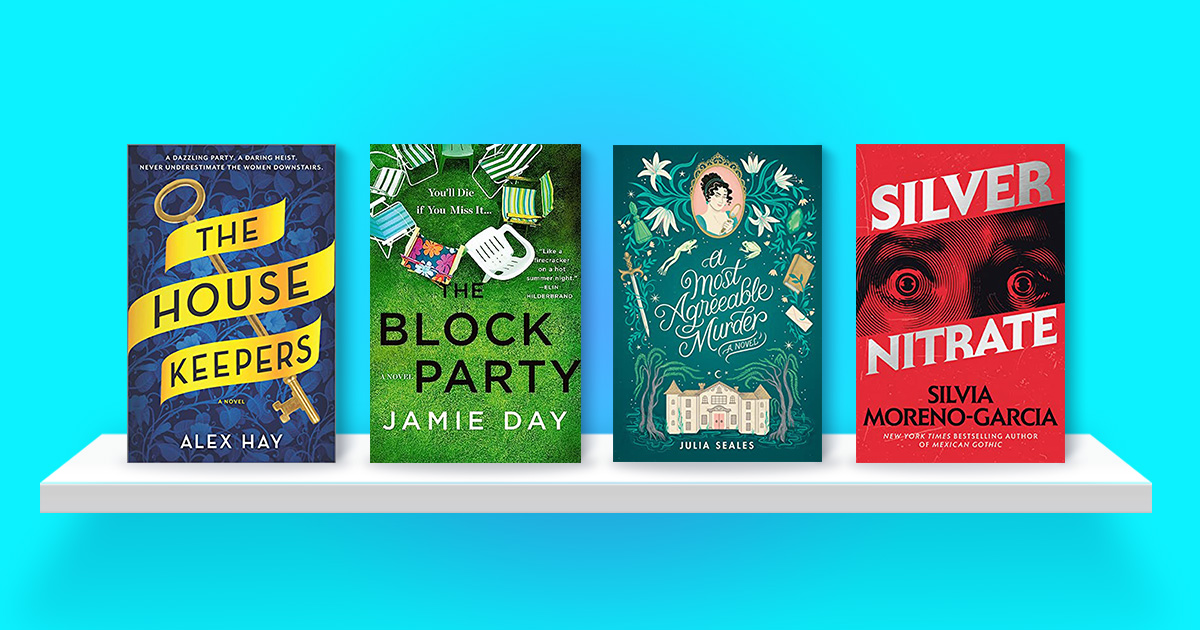 A DAZZLING PARTY. A DARING HEIST.
NEVER UNDERESTIMATE THE WOMEN DOWNSTAIRS.
THE
HOUSE
KEEPERS
A NOVEL
ALEX HAY
You'll Die
if You Miss It...
"Like a
firecracker
on a hot
summer night."
—ELIN
HILDERBRAND
THE
BLOCK
A NOVEL PARTY
JAMIE DAY
A
Most
Agreeable
Murder
A NOVEL
JULIA SEALES
SILVER
NITRATE
SILVIA
MORENO-GARCIA
NEW YORK TIMES BESTSELLING AUTHOR
OF MEXICAN GOTHIC